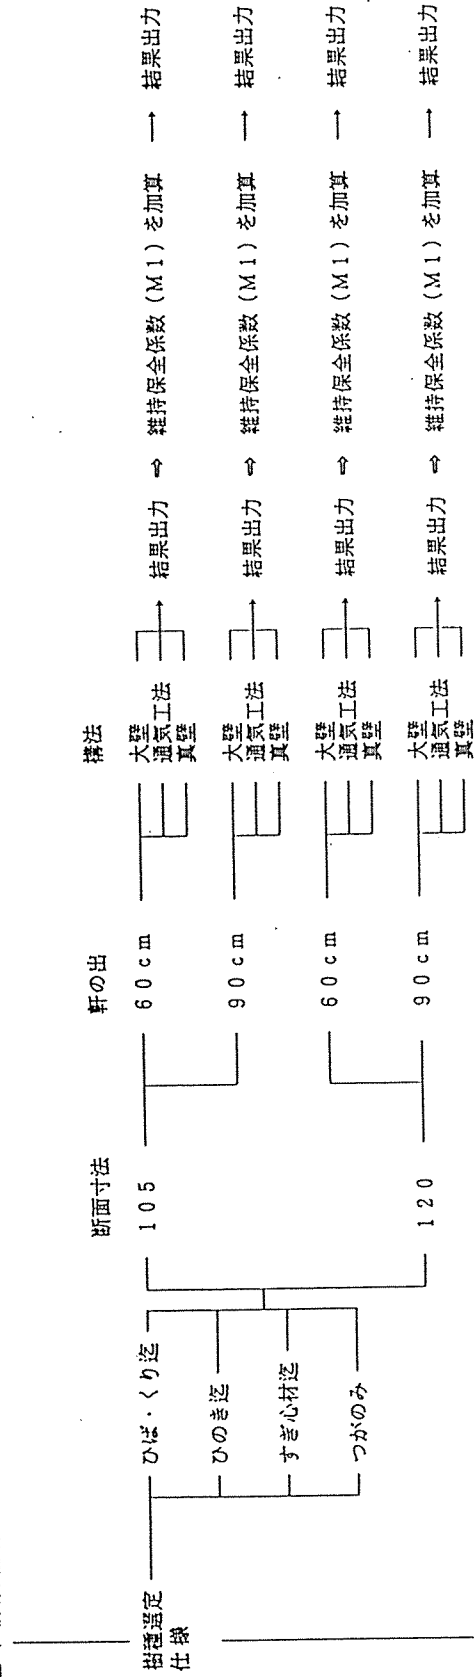 樹種選定
仕様
ひば・くり迄
ひのき迄
すぎ心材迄
つがのみ
断面寸法
105
120
軒の出
60cm
90cm
60cm
90cm
構法
大壁
通気工法
真壁
大壁
通気工法
真壁
大壁
通気工法
真壁
大壁
通気工法
真壁
→ 結果出力 ⇨ 維持保全係数(M1)を加算 → 結果出力
→ 結果出力 ⇨ 維持保全係数(M1)を加算 → 結果出力
→ 結果出力 ⇨ 維持保全係数(M1)を加算 → 結果出力
→ 結果出力 ⇨ 維持保全係数(M1)を加算 → 結果出力